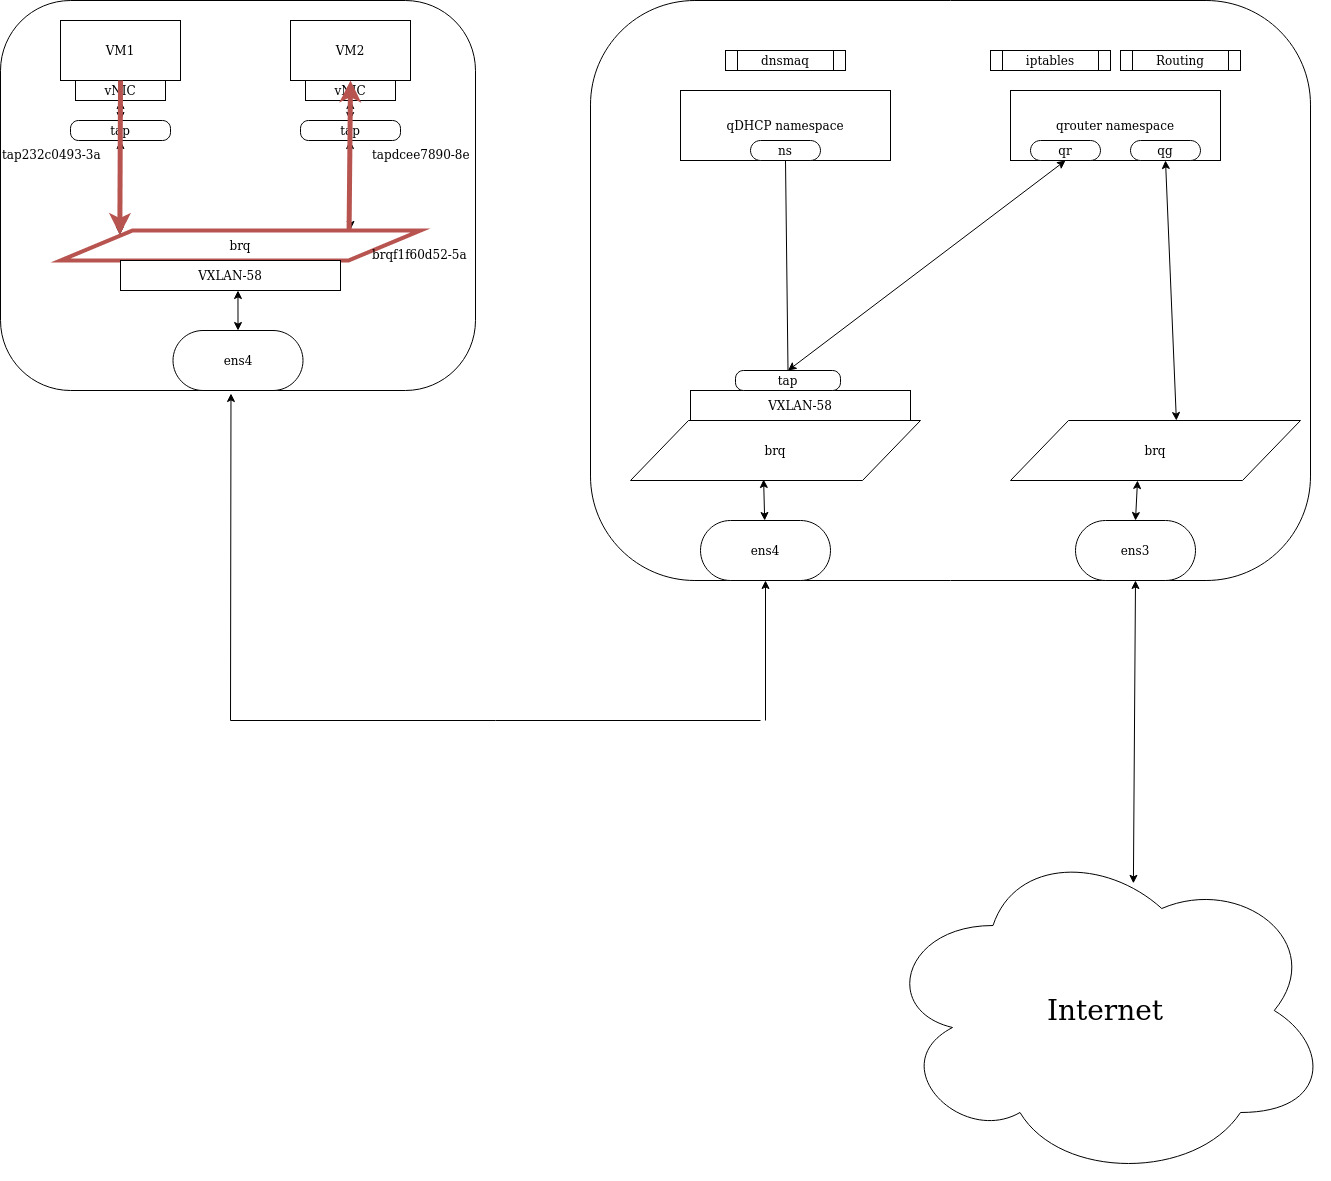 VM1
VM2
vNIC
vNIC
tap
tap
tap232c0493-3a
tapdcee7890-8e
brq
brqf1f60d52-5a
VXLAN-58
ens4
dnsmaq
iptables
Routing
qDHCP namespace
ns
qrouter namespace
qr
qg
tap
VXLAN-58
brq
brq
ens4
ens3
Internet